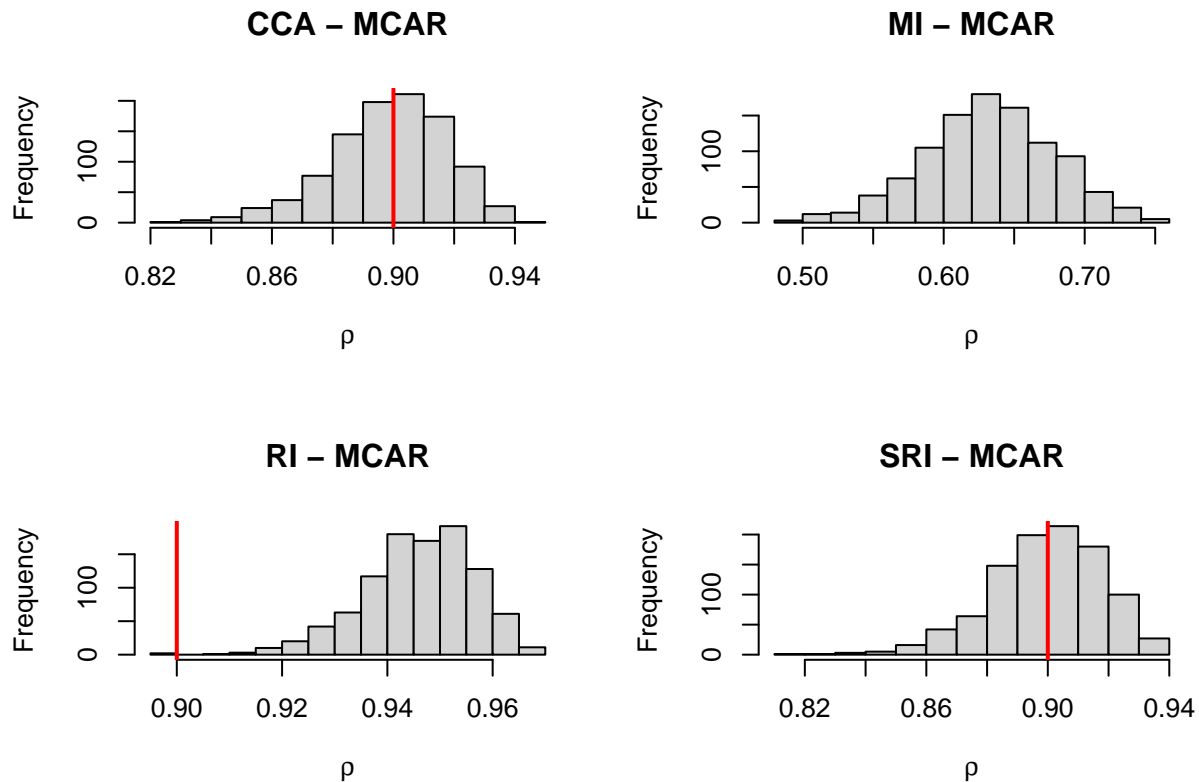 CCA – MCAR
Frequency
0 100
0.82 0.86 0.90 0.94
ρ
MI – MCAR
Frequency
0 100
0.50 0.60 0.70
ρ
RI – MCAR
Frequency
0 100
0.90 0.92 0.94 0.96
ρ
SRI – MCAR
Frequency
0 100
0.82 0.86 0.90 0.94
ρ